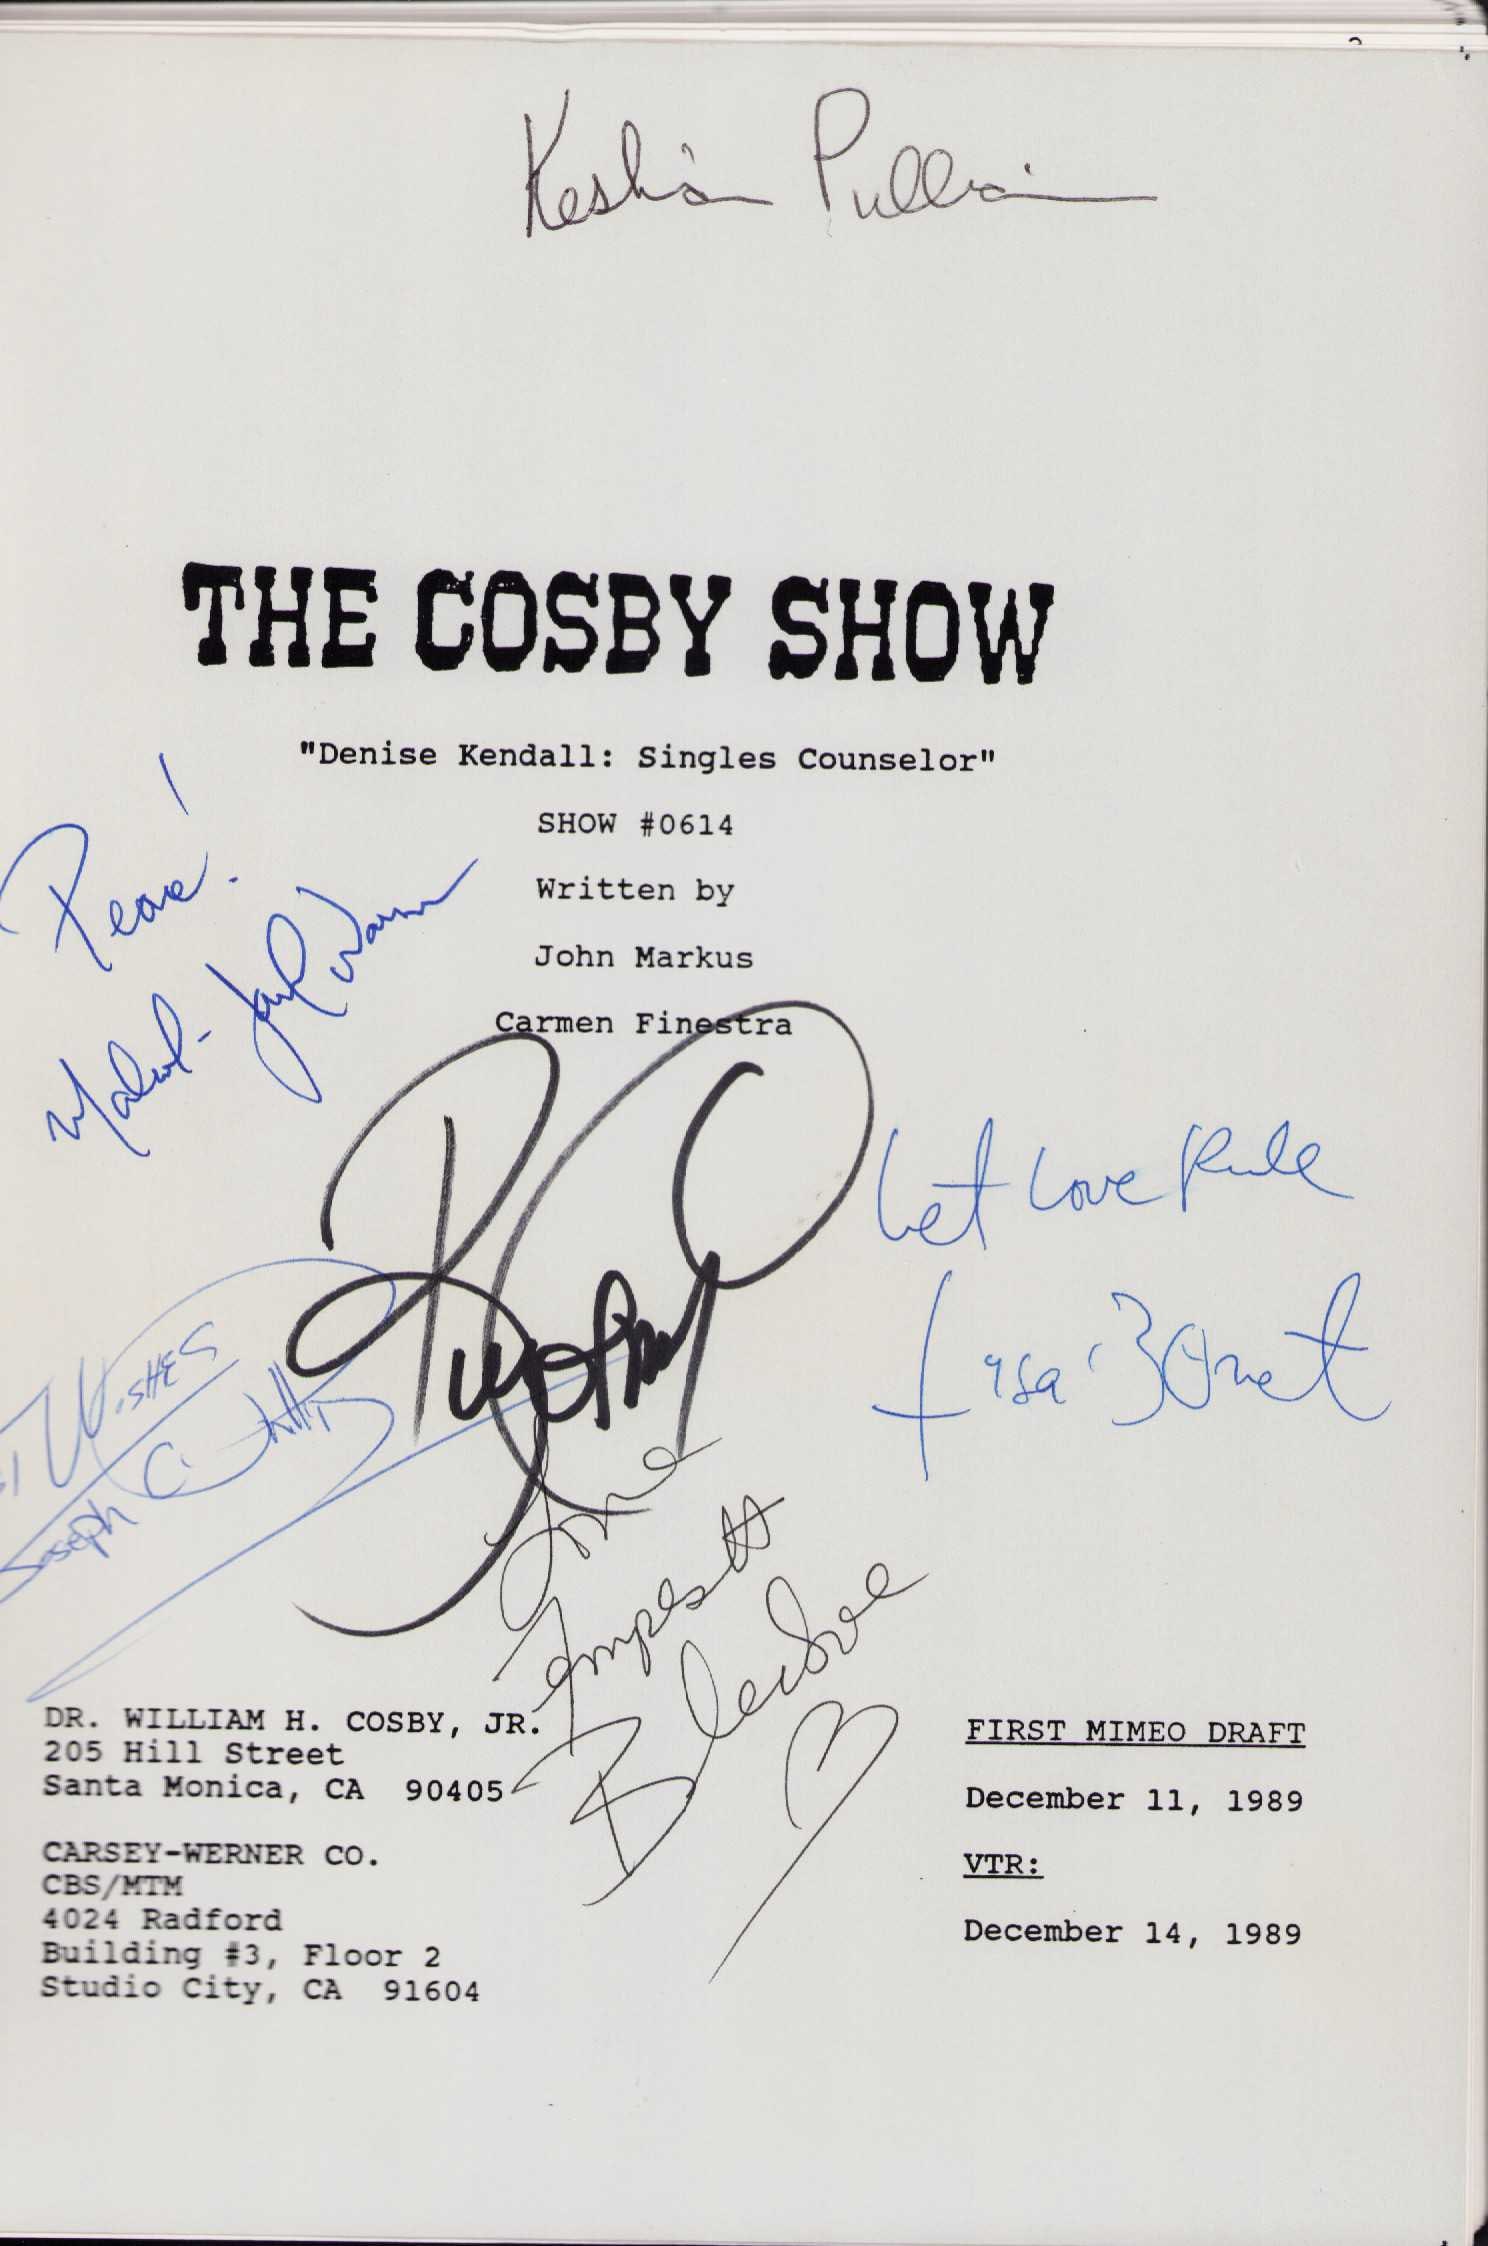 Keshia Pulliam
THE COSBY SHOW
"Denise Kendall: Singles Counselor"
SHOW #0614
Written by
John Markus
Carmen Finestra
Peace!
Malcolm-Jamal Warner
Let Love Rule
Lisa Bonet
Bill Cosby
Wishes
Joseph C. Phillips
Tempestt
Bledsoe
DR. WILLIAM H. COSBY, JR.
205 Hill Street
Santa Monica, CA 90405
CARSEY-WERNER CO.
CBS/MTM
4024 Radford
Building #3, Floor 2
Studio City, CA 91604
FIRST MIMEO DRAFT
December 11, 1989
VTR:
December 14, 1989